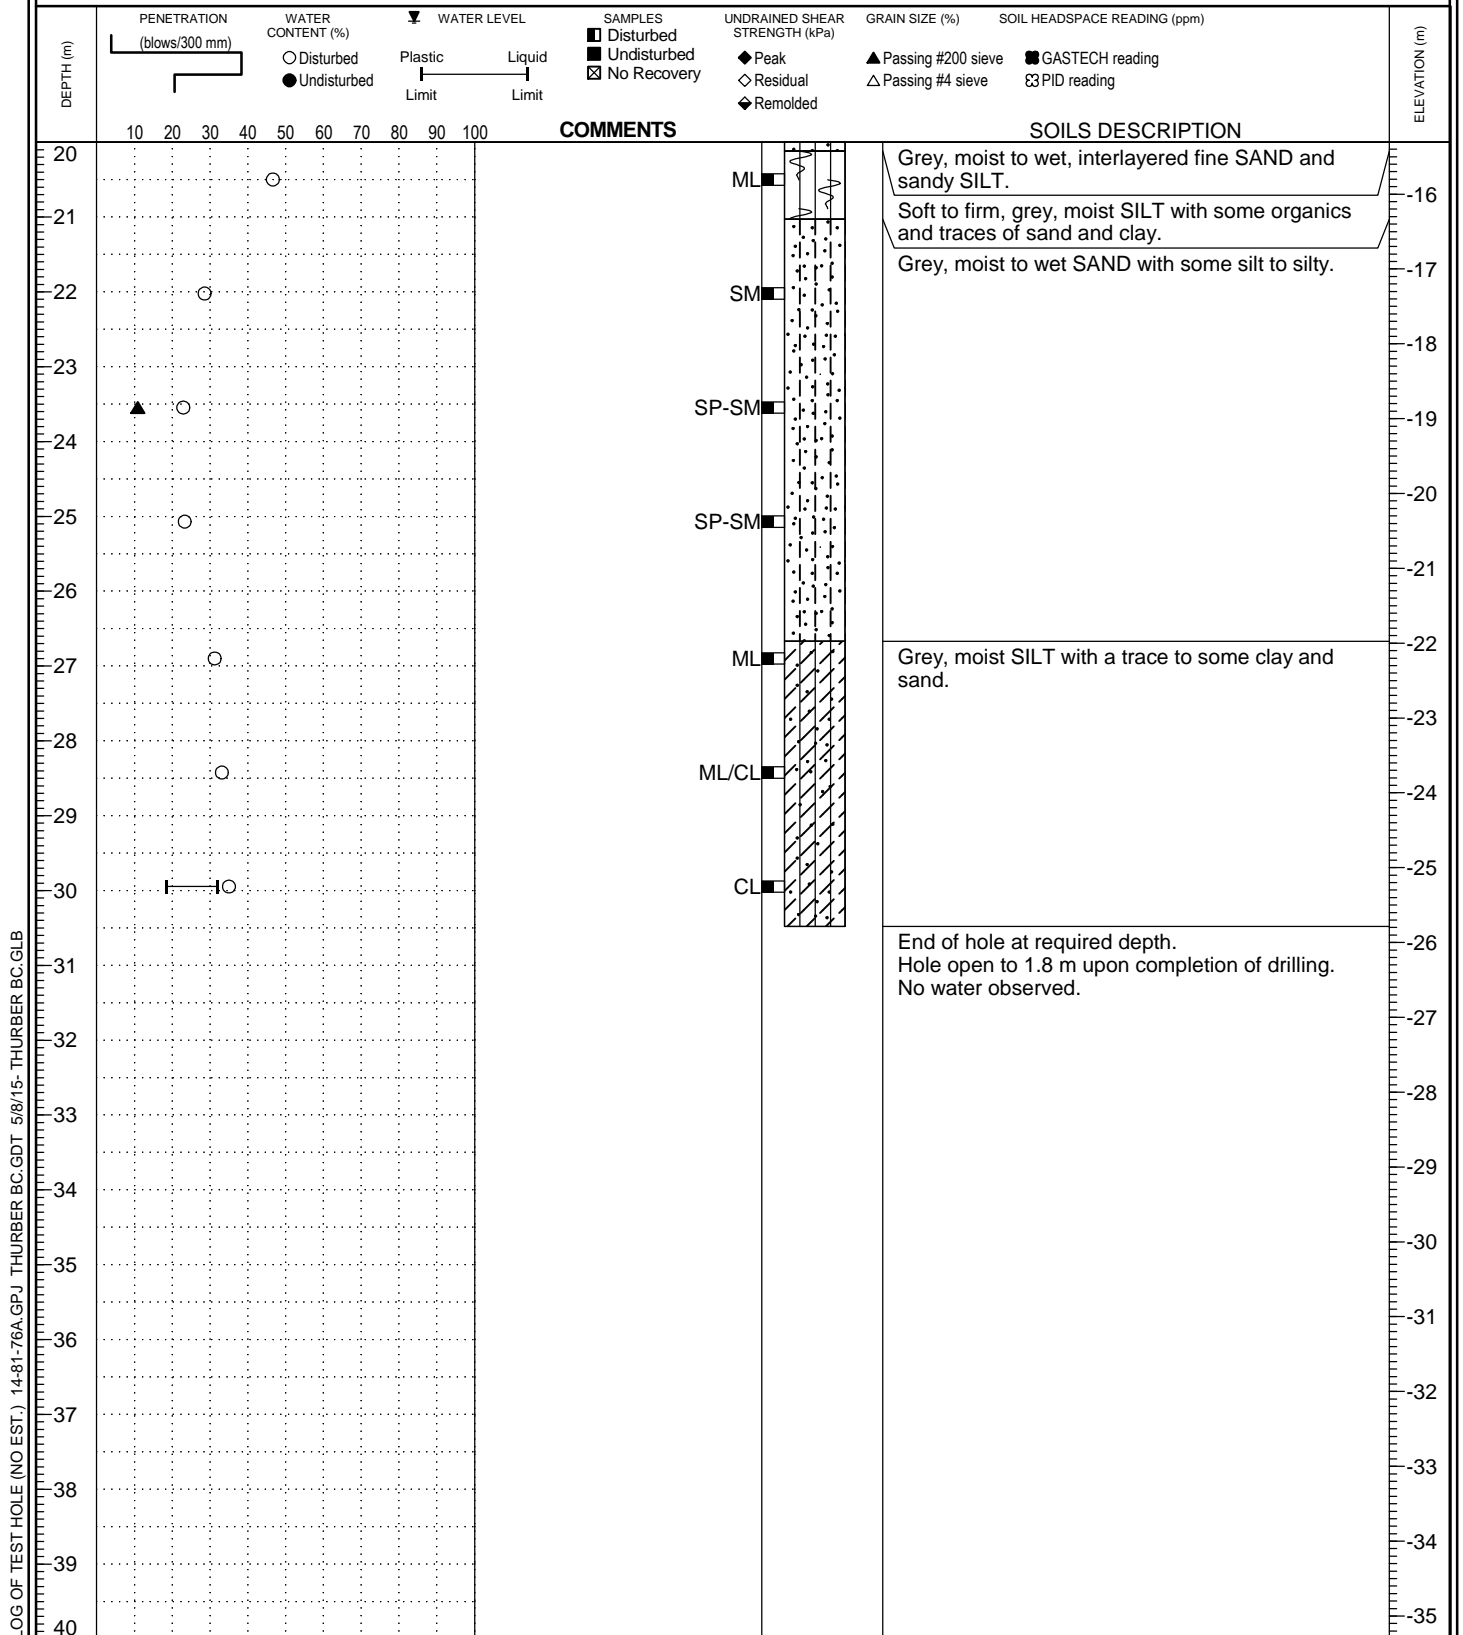 PENETRATION
(blows/300 mm)
WATER
CONTENT (%)
Disturbed
Undisturbed
WATER LEVEL
Plastic Liquid
Limit Limit
SAMPLES
Disturbed
Undisturbed
No Recovery
UNDRAINED SHEAR
STRENGTH (kPa)
Peak
Residual
Remolded
GRAIN SIZE (%)
Passing #200 sieve
Passing #4 sieve
SOIL HEADSPACE READING (ppm)
GASTECH reading
PID reading
DEPTH (m)
ELEVATION (m)
10 20 30 40 50 60 70 80 90 100
COMMENTS
SOILS DESCRIPTION
20
21
22
23
24
25
26
27
28
29
30
31
32
33
34
35
36
37
38
39
40
ML
SM
SP-SM
SP-SM
ML
ML/CL
CL
Grey, moist to wet, interlayered fine SAND and
sandy SILT.
Soft to firm, grey, moist SILT with some organics
and traces of sand and clay.
Grey, moist to wet SAND with some silt to silty.
Grey, moist SILT with a trace to some clay and
sand.
End of hole at required depth.
Hole open to 1.8 m upon completion of drilling.
No water observed.
-16
-17
-18
-19
-20
-21
-22
-23
-24
-25
-26
-27
-28
-29
-30
-31
-32
-33
-34
-35
LOG OF TEST HOLE (NO EST.) 14-81-76A.GPJ THURBER BC.GDT 5/8/15- THURBER BC.GLB